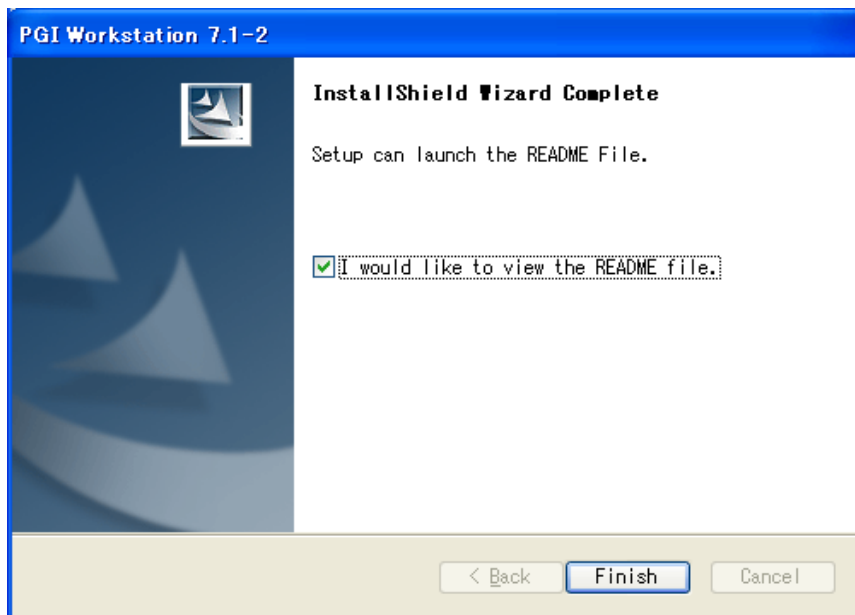 PGI Workstation 7.1-2
InstallShield Wizard Complete
Setup can launch the README File.
I would like to view the README file.
< Back
Finish
Cancel